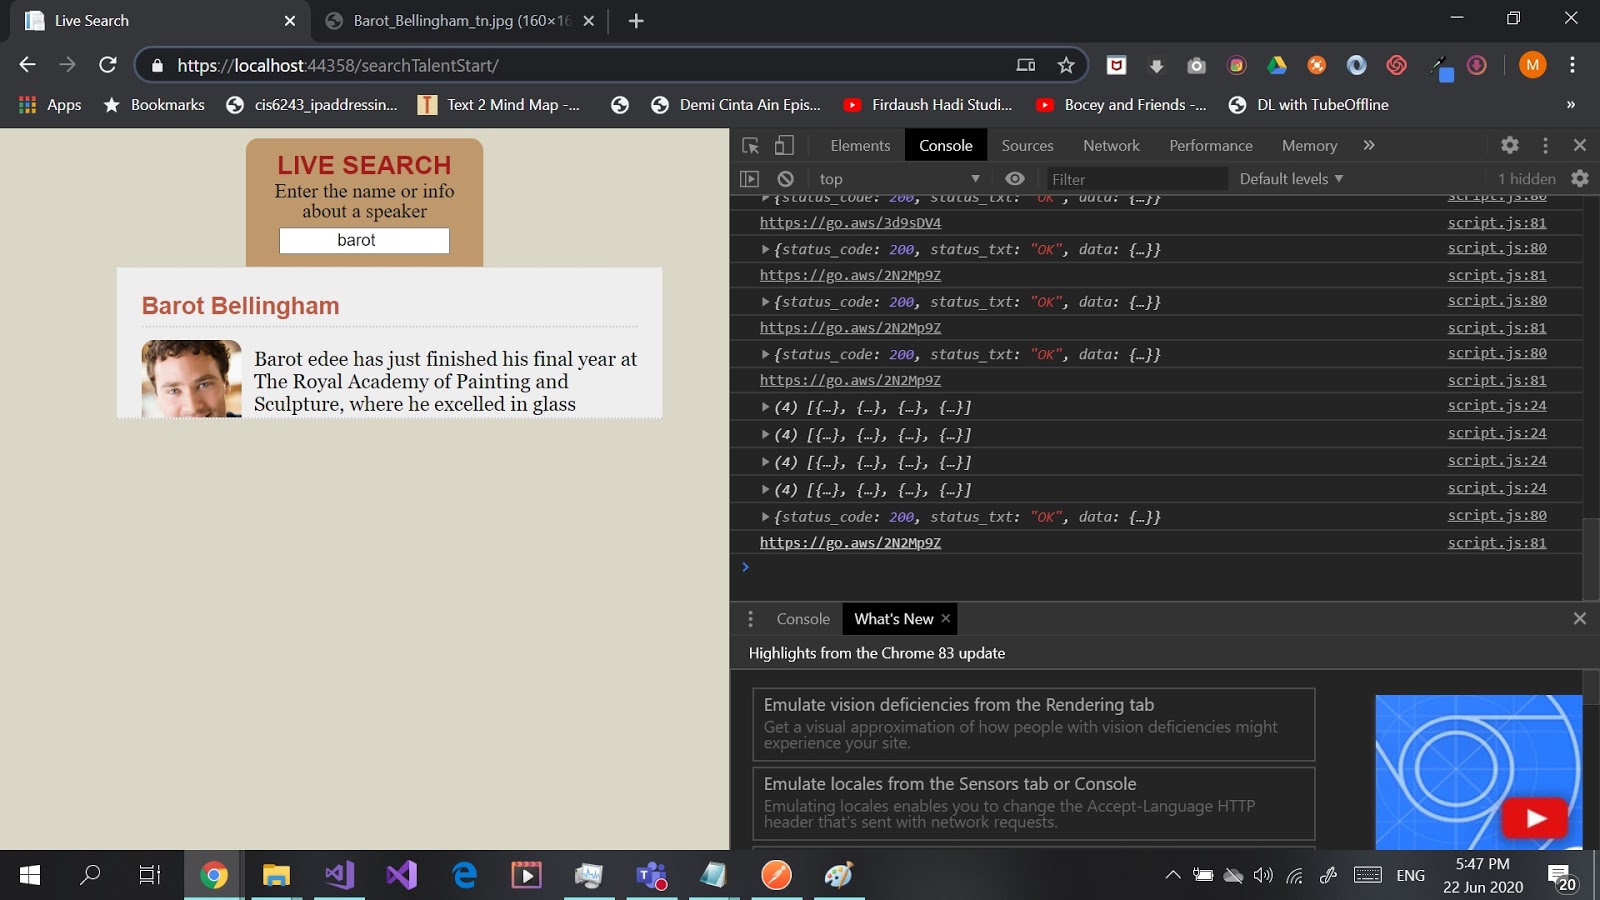 Live Search
Barot_Bellingham_tn.jpg (160×16
https://localhost:44358/searchTalentStart/
M
Apps
Bookmarks
cis6243_ipaddressin...
Text 2 Mind Map -...
Demi Cinta Ain Epis...
Firdaush Hadi Studi...
Bocey and Friends -...
DL with TubeOffline
»
LIVE SEARCH
Enter the name or info
about a speaker
barot
Barot Bellingham
Barot edee has just finished his final year at
The Royal Academy of Painting and
Sculpture, where he excelled in glass
Elements
Console
Sources
Network
Performance
Memory
»
top
Filter
Default levels
1 hidden
{status_code: 200, status_txt: "OK", data: {…}} script.js:80
https://go.aws/3d9sDV4 script.js:81
{status_code: 200, status_txt: "OK", data: {…}} script.js:80
https://go.aws/2N2Mp9Z script.js:81
{status_code: 200, status_txt: "OK", data: {…}} script.js:80
https://go.aws/2N2Mp9Z script.js:81
{status_code: 200, status_txt: "OK", data: {…}} script.js:80
https://go.aws/2N2Mp9Z script.js:81
(4) [{…}, {…}, {…}, {…}] script.js:24
(4) [{…}, {…}, {…}, {…}] script.js:24
(4) [{…}, {…}, {…}, {…}] script.js:24
(4) [{…}, {…}, {…}, {…}] script.js:24
{status_code: 200, status_txt: "OK", data: {…}} script.js:80
https://go.aws/2N2Mp9Z script.js:81
Console
What's New
Highlights from the Chrome 83 update
Emulate vision deficiencies from the Rendering tab
Get a visual approximation of how people with vision deficiencies might
experience your site.
Emulate locales from the Sensors tab or Console
Emulating locales enables you to change the Accept-Language HTTP
header that's sent with network requests.
ENG
5:47 PM
22 Jun 2020
20